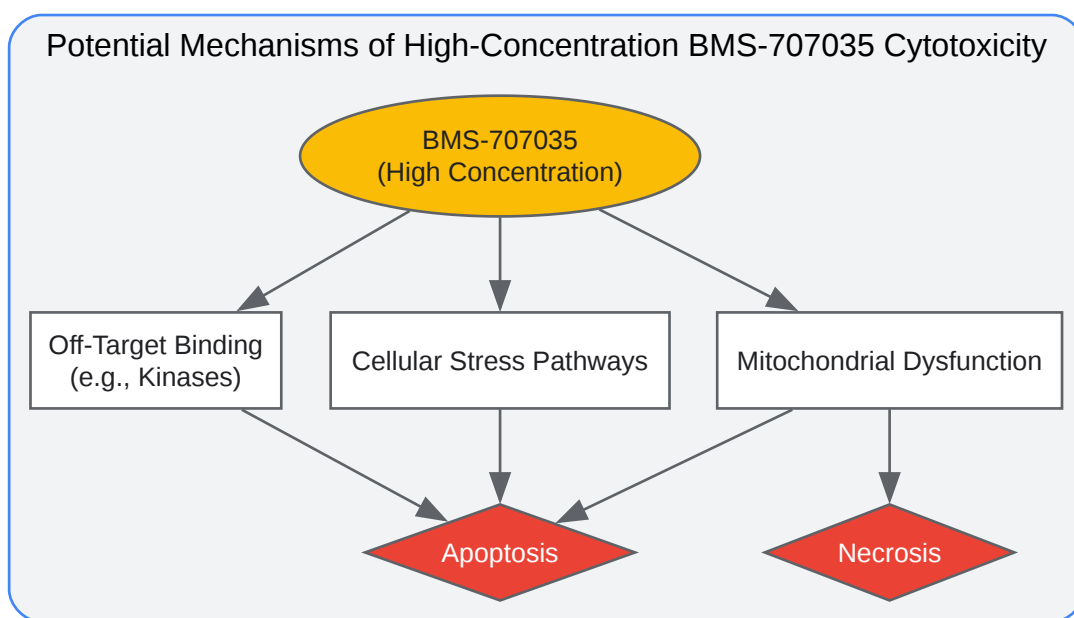 Potential Mechanisms of High-Concentration BMS-707035 Cytotoxicity
BMS-707035
(High Concentration)
Off-Target Binding
(e.g., Kinases)
Cellular Stress Pathways
Mitochondrial Dysfunction
Apoptosis
Necrosis